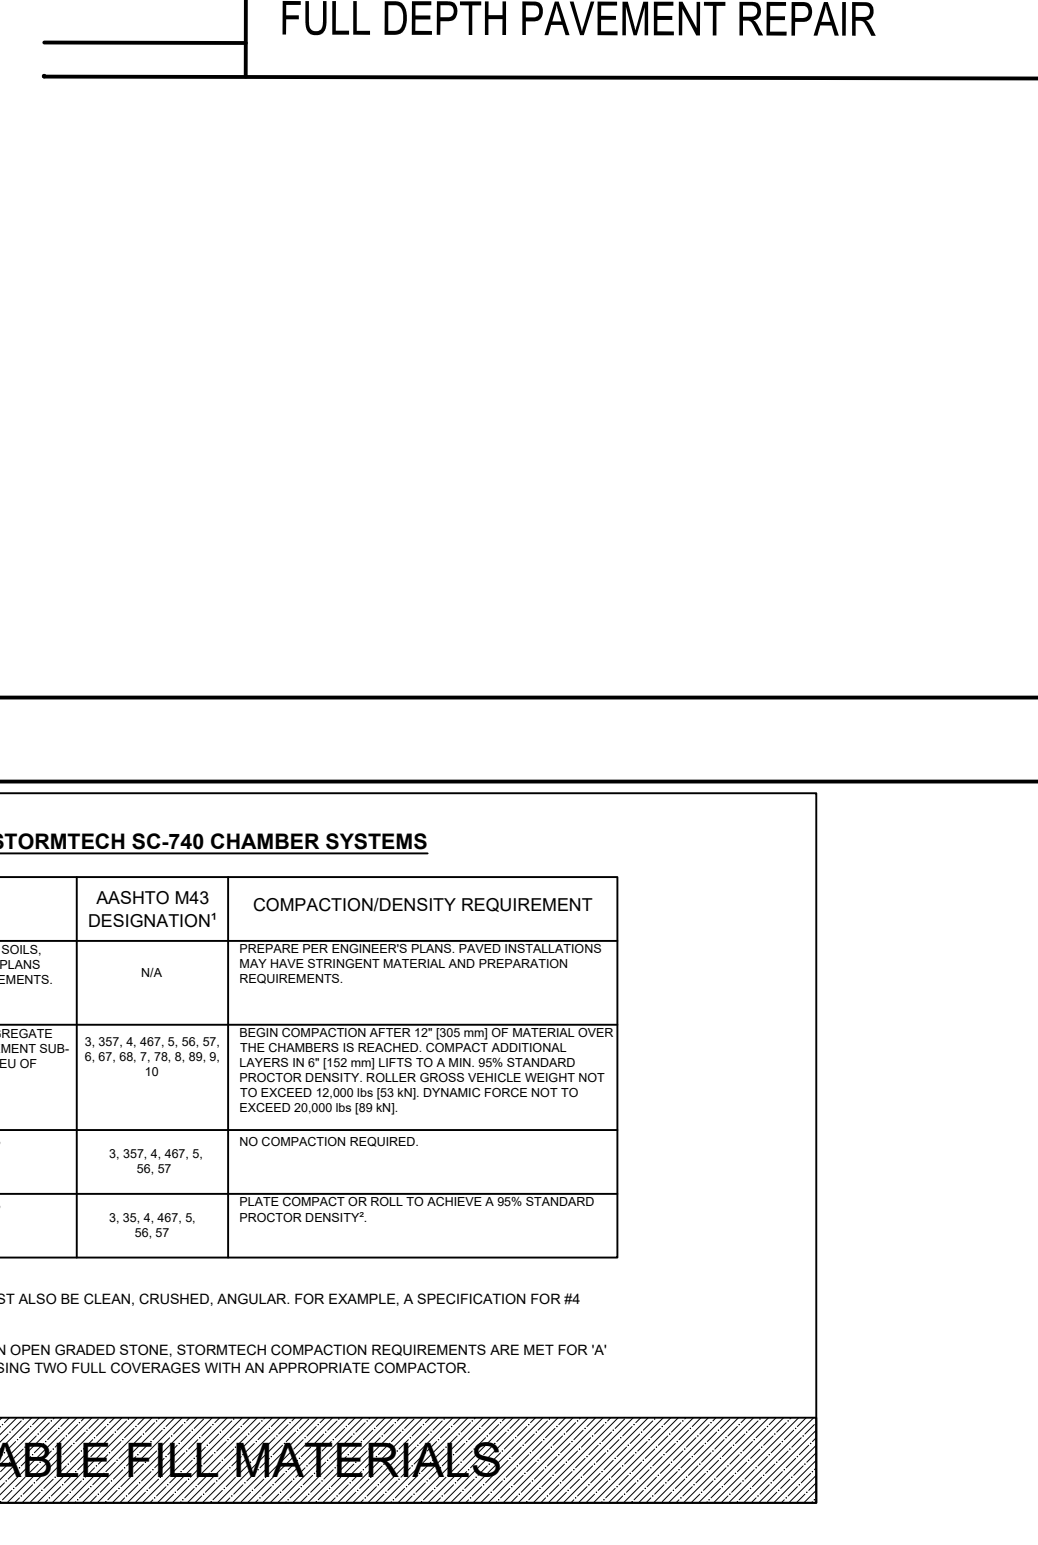 FULL DEPTH PAVEMENT REPAIR
STORMTECH SC-740 CHAMBER SYSTEMS
AASHTO M43
DESIGNATION¹
COMPACTION/DENSITY REQUIREMENT
SOILS,
PLANS
EMENTS.
N/A
PREPARE PER ENGINEER'S PLANS. PAVED INSTALLATIONS
MAY HAVE STRINGENT MATERIAL AND PREPARATION
REQUIREMENTS.
GREGATE
MENT SUB-
EU OF
3, 357, 4, 467, 5, 56, 57,
6, 67, 68, 7, 78, 8, 89, 9,
10
BEGIN COMPACTION AFTER 12" [305 mm] OF MATERIAL OVER
THE CHAMBERS IS REACHED. COMPACT ADDITIONAL
LAYERS IN 6" [152 mm] LIFTS TO A MIN. 95% STANDARD
PROCTOR DENSITY. ROLLER GROSS VEHICLE WEIGHT NOT
TO EXCEED 12,000 lbs [53 kN]. DYNAMIC FORCE NOT TO
EXCEED 20,000 lbs [89 kN].
3, 357, 4, 467, 5,
56, 57
NO COMPACTION REQUIRED.
3, 35, 4, 467, 5,
56, 57
PLATE COMPACT OR ROLL TO ACHIEVE A 95% STANDARD
PROCTOR DENSITY².
ST ALSO BE CLEAN, CRUSHED, ANGULAR. FOR EXAMPLE, A SPECIFICATION FOR #4
N OPEN GRADED STONE, STORMTECH COMPACTION REQUIREMENTS ARE MET FOR 'A'
SING TWO FULL COVERAGES WITH AN APPROPRIATE COMPACTOR.
ABLE FILL MATERIALS